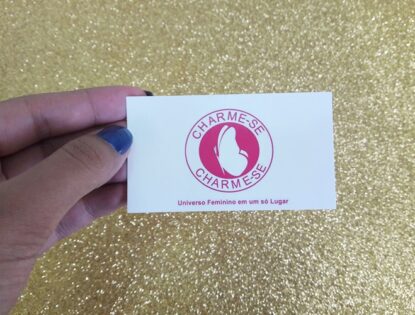 CHARME-SE
CHARME-SE
Universo Feminino em um só Lugar